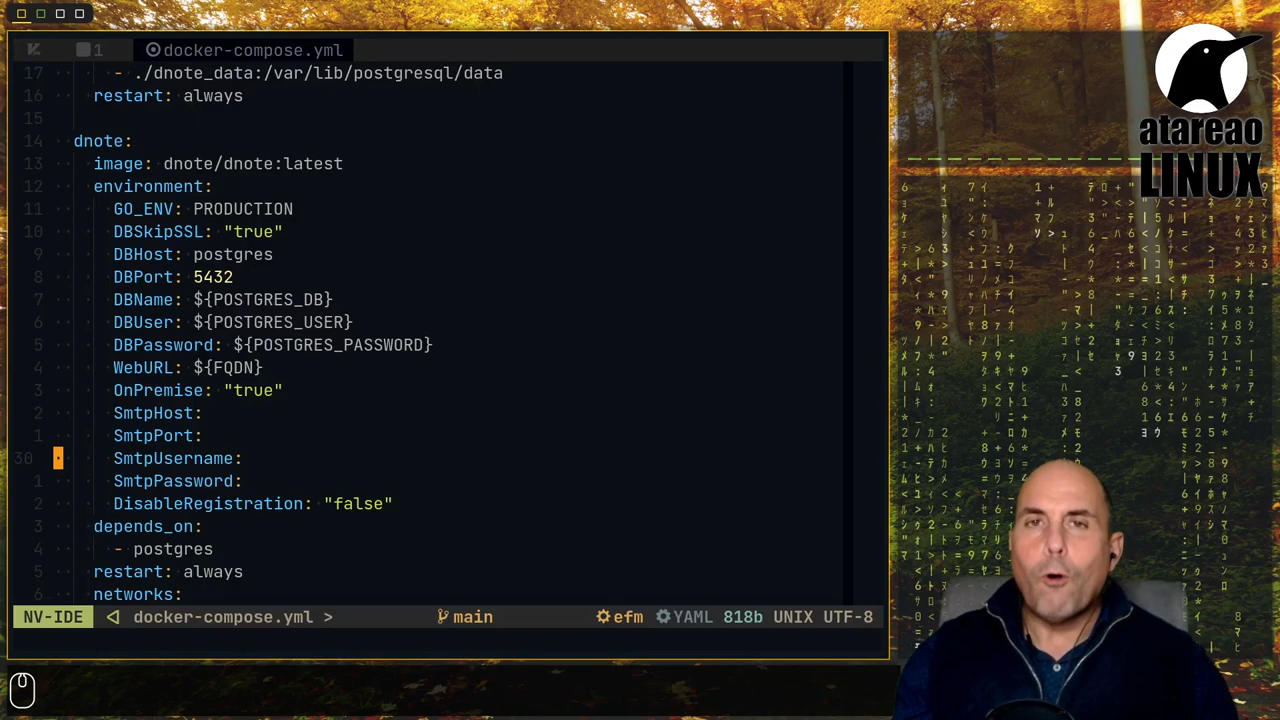 1 docker-compose.yml
17 - ./dnote_data:/var/lib/postgresql/data
16 restart: always
15
14 dnote:
13 image: dnote/dnote:latest
12 environment:
11 GO_ENV: PRODUCTION
10 DBSkipSSL: "true"
9 DBHost: postgres
8 DBPort: 5432
7 DBName: ${POSTGRES_DB}
6 DBUser: ${POSTGRES_USER}
5 DBPassword: ${POSTGRES_PASSWORD}
4 WebURL: ${FQDN}
3 OnPremise: "true"
2 SmtpHost:
1 SmtpPort:
30 SmtpUsername:
1 SmtpPassword:
2 DisableRegistration: "false"
3 depends_on:
4 - postgres
5 restart: always
6 networks:
NV-IDE docker-compose.yml > main efm YAML 818b UNIX UTF-8
atareao
LINUX